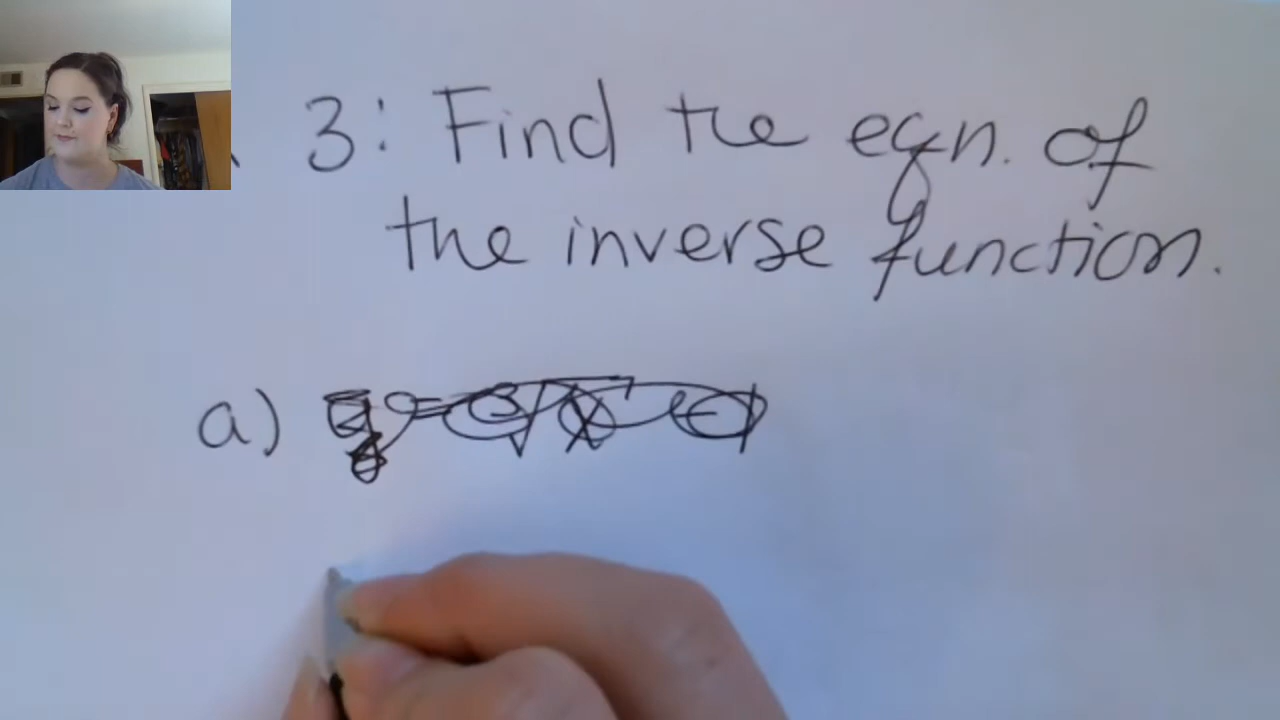 3: Find the eqn. of
the inverse function.
a)